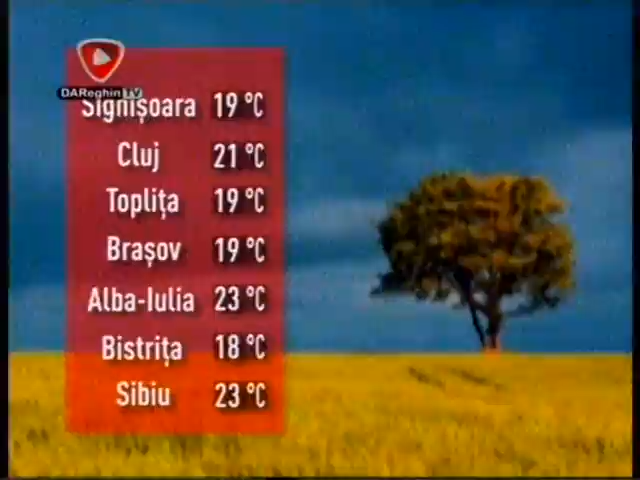 DAReghin TV
Sighișoara 19 °C
Cluj 21 °C
Toplița 19 °C
Brașov 19 °C
Alba-Iulia 23 °C
Bistrița 18 °C
Sibiu 23 °C